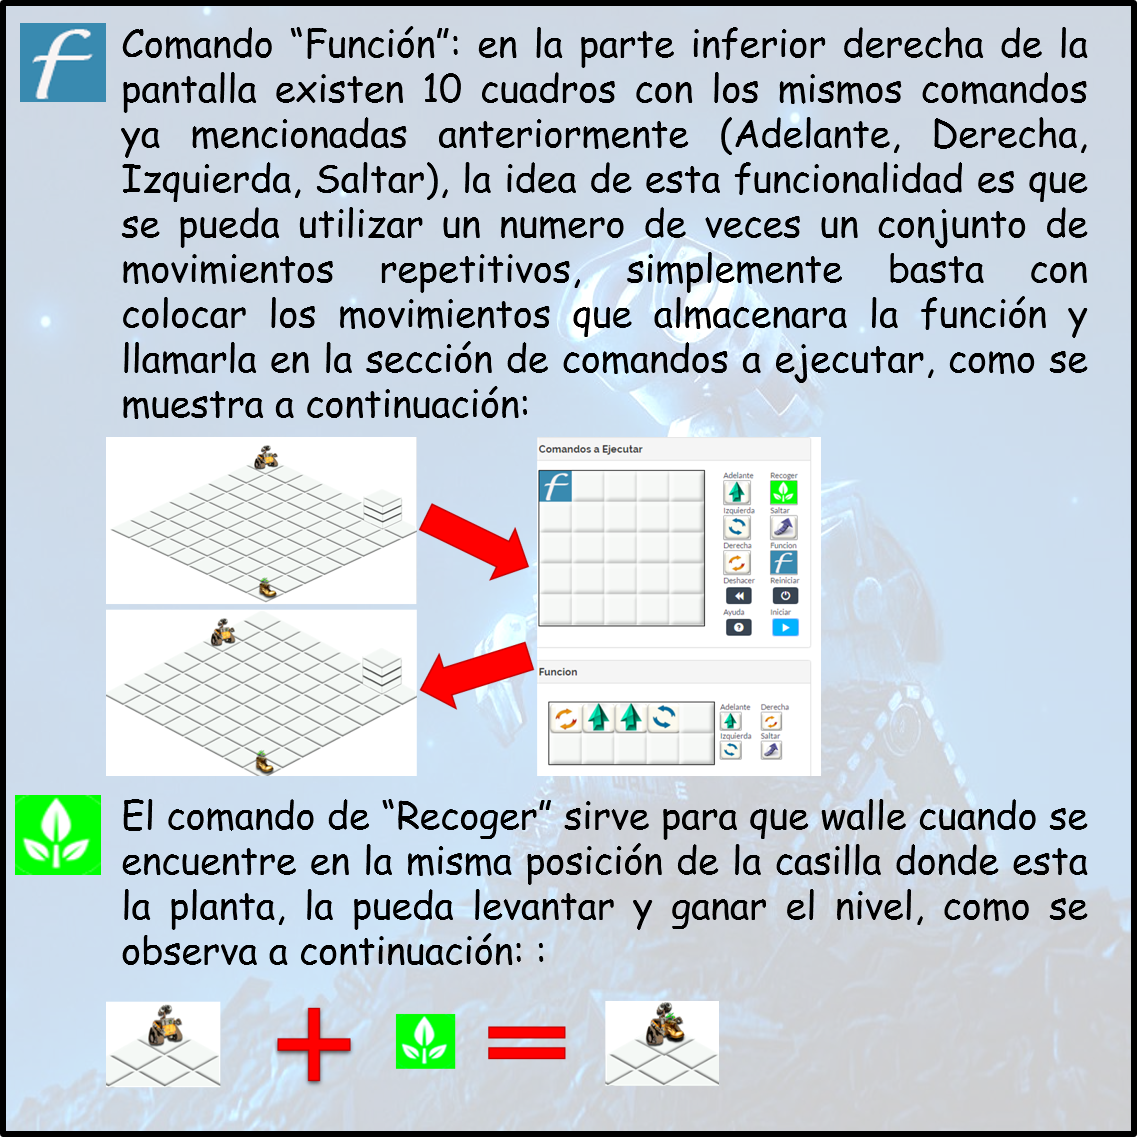 Comando “Función”: en la parte inferior derecha de la
pantalla existen 10 cuadros con los mismos comandos
ya mencionadas anteriormente (Adelante, Derecha,
Izquierda, Saltar), la idea de esta funcionalidad es que
se pueda utilizar un numero de veces un conjunto de
movimientos repetitivos, simplemente basta con
colocar los movimientos que almacenara la función y
llamarla en la sección de comandos a ejecutar, como se
muestra a continuación:
Comandos a Ejecutar
Adelante Recoger
Izquierda Saltar
Derecha Funcion
Deshacer Reiniciar
Ayuda Iniciar
Funcion
Adelante Derecha
Izquierda Saltar
El comando de “Recoger” sirve para que walle cuando se
encuentre en la misma posición de la casilla donde esta
la planta, la pueda levantar y ganar el nivel, como se
observa a continuación: :